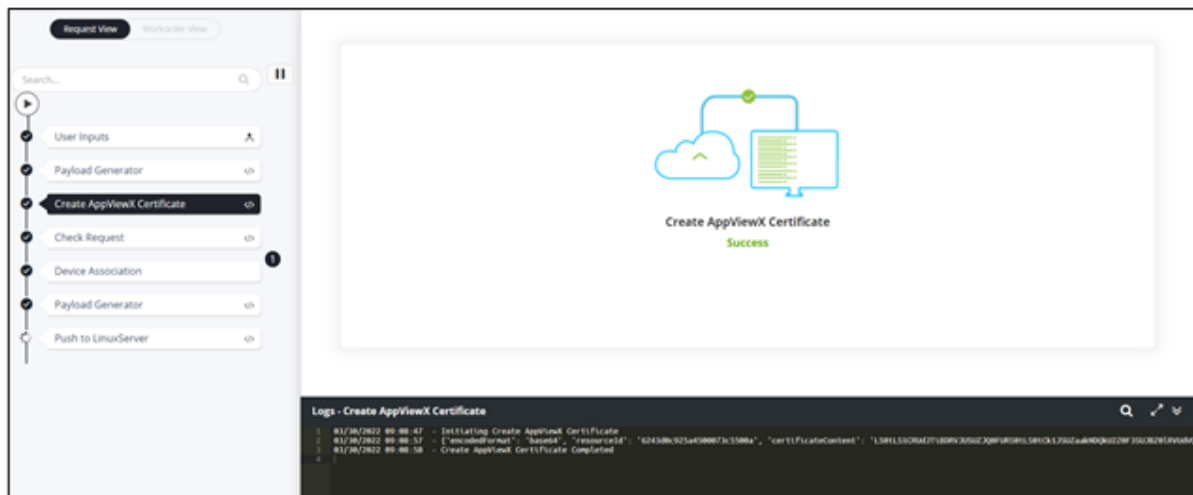 Request View
Workorder View
Search...
User Inputs
Payload Generator
Create AppViewX Certificate
Check Request
1
Device Association
Payload Generator
Push to LinuxServer
Create AppViewX Certificate
Success
Logs - Create AppViewX Certificate
1 03/30/2022 09:08:47 - Initiating Create AppViewX Certificate
2 03/30/2022 09:08:57 - {'encodedFormat': 'base64', 'resourceId': 'certificateContent':
3 03/30/2022 09:08:58 - Create AppViewX Certificate Completed
4